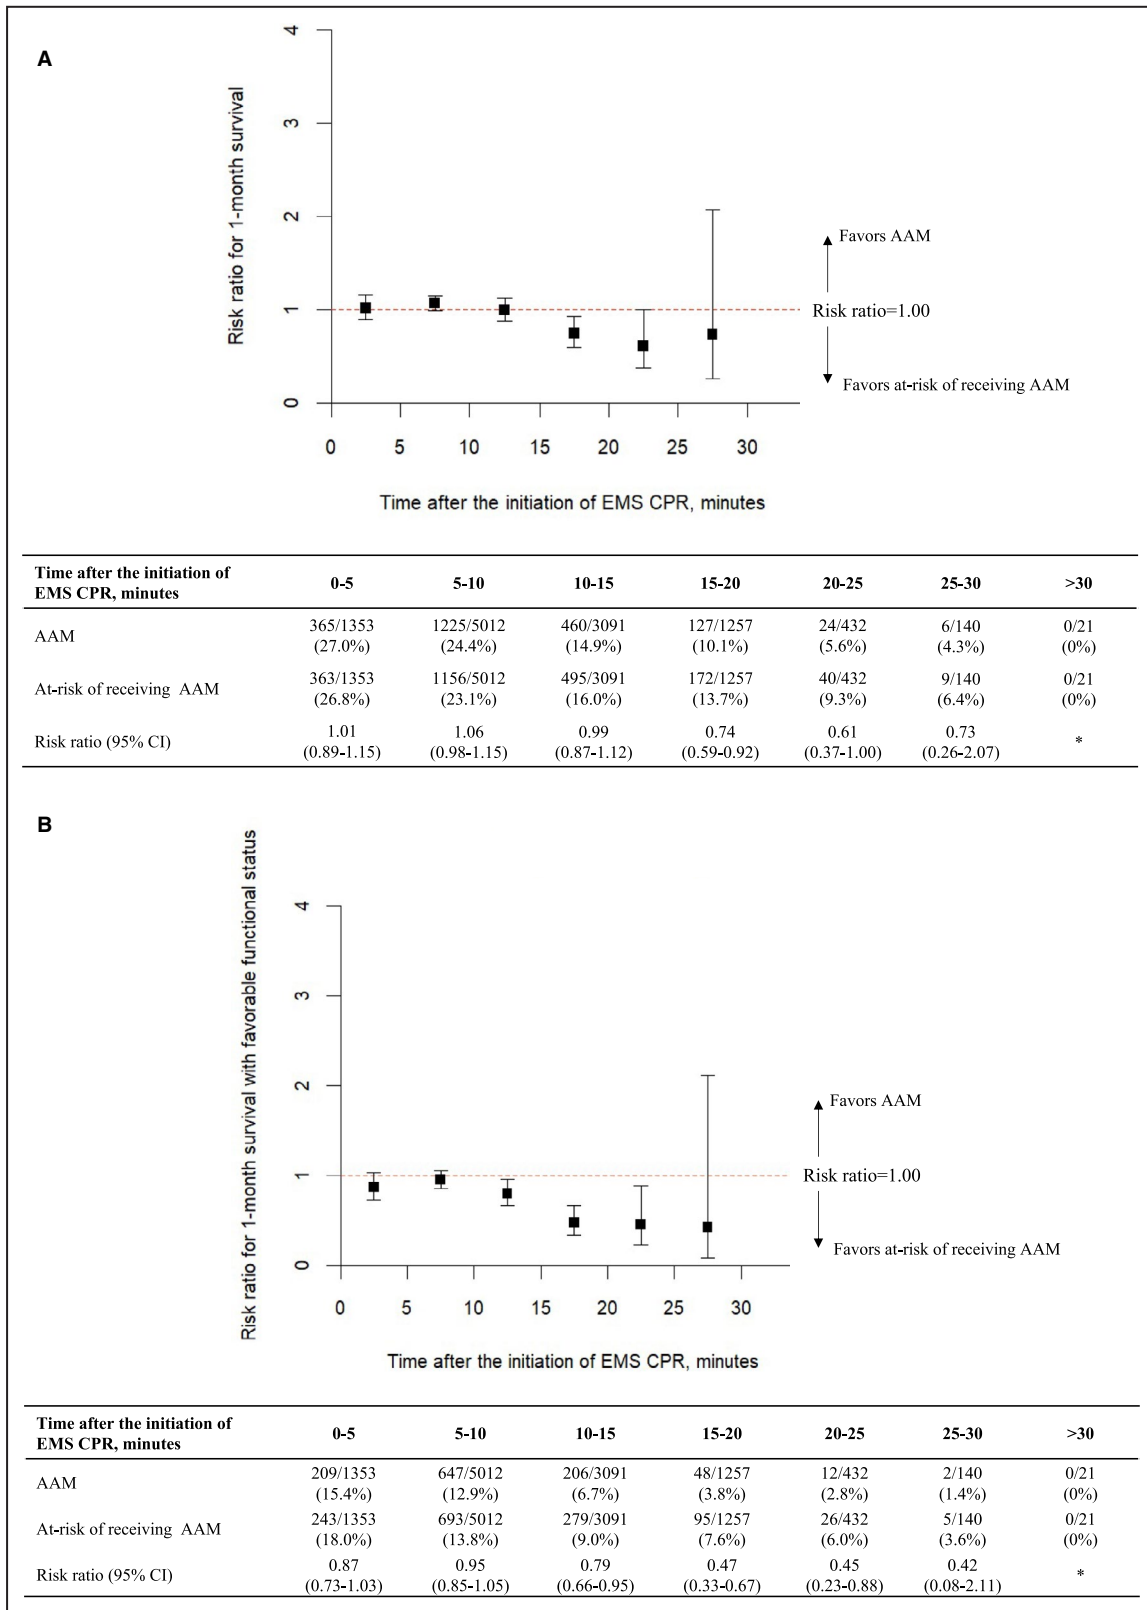 A
Risk ratio for 1-month survival
4
3
2
1
0
0 5 10 15 20 25 30
Time after the initiation of EMS CPR, minutes
Favors AAM
Risk ratio=1.00
Favors at-risk of receiving AAM
Time after the initiation of EMS CPR, minutes 0-5 5-10 10-15 15-20 20-25 25-30 >30
AAM 365/1353 1225/5012 460/3091 127/1257 24/432 6/140 0/21
(27.0%) (24.4%) (14.9%) (10.1%) (5.6%) (4.3%) (0%)
At-risk of receiving AAM 363/1353 1156/5012 495/3091 172/1257 40/432 9/140 0/21
(26.8%) (23.1%) (16.0%) (13.7%) (9.3%) (6.4%) (0%)
Risk ratio (95% CI) 1.01 1.06 0.99 0.74 0.61 0.73 *
(0.89-1.15) (0.98-1.15) (0.87-1.12) (0.59-0.92) (0.37-1.00) (0.26-2.07)
B
Risk ratio for 1-month survival with favorable functional status
4
3
2
1
0
0 5 10 15 20 25 30
Time after the initiation of EMS CPR, minutes
Favors AAM
Risk ratio=1.00
Favors at-risk of receiving AAM
Time after the initiation of EMS CPR, minutes 0-5 5-10 10-15 15-20 20-25 25-30 >30
AAM 209/1353 647/5012 206/3091 48/1257 12/432 2/140 0/21
(15.4%) (12.9%) (6.7%) (3.8%) (2.8%) (1.4%) (0%)
At-risk of receiving AAM 243/1353 693/5012 279/3091 95/1257 26/432 5/140 0/21
(18.0%) (13.8%) (9.0%) (7.6%) (6.0%) (3.6%) (0%)
Risk ratio (95% CI) 0.87 0.95 0.79 0.47 0.45 0.42 *
(0.73-1.03) (0.85-1.05) (0.66-0.95) (0.33-0.67) (0.23-0.88) (0.08-2.11)